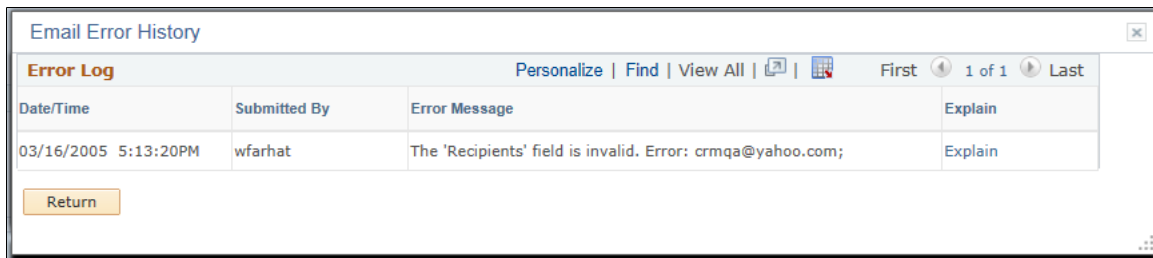 Email Error History
Error Log Personalize | Find | View All | | First 1 of 1 Last
Date/Time Submitted By Error Message Explain
03/16/2005 5:13:20PM wfarhat The 'Recipients' field is invalid. Error: crmqa@yahoo.com; Explain
Return